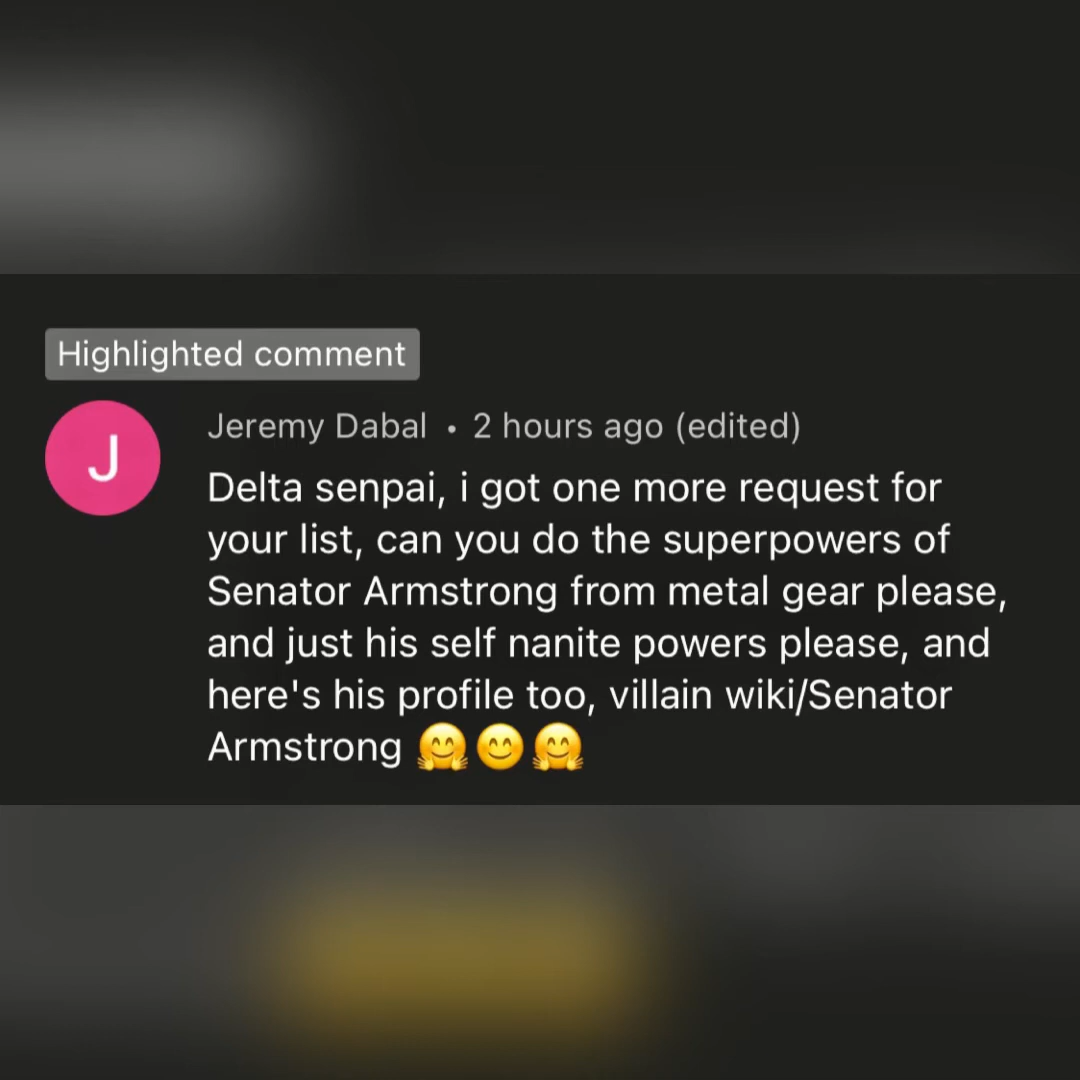 Highlighted comment
J
Jeremy Dabal • 2 hours ago (edited)
Delta senpai, i got one more request for
your list, can you do the superpowers of
Senator Armstrong from metal gear please,
and just his self nanite powers please, and
here's his profile too, villain wiki/Senator
Armstrong 🤗😊🤗